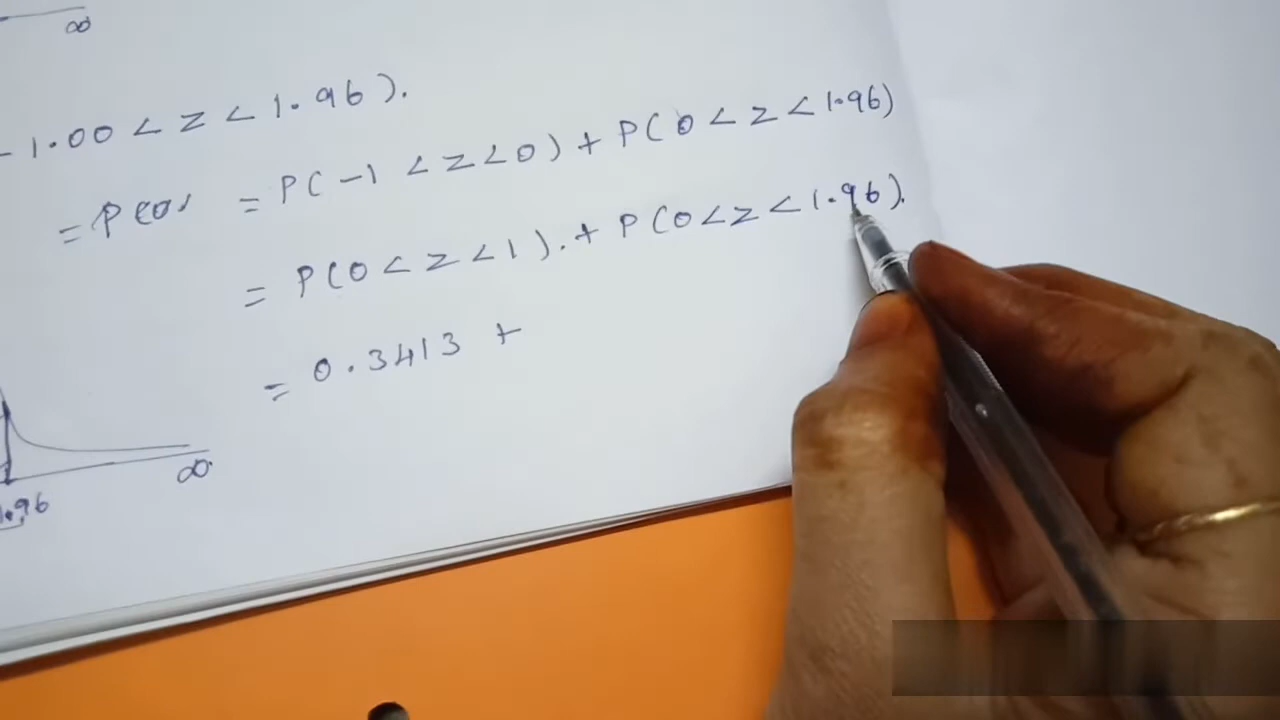 ∞
- 1.00 < z < 1.96).
= P(-1 < z < 0) + P(0 < z < 1.96)
= P(0 < z < 1). + P(0 < z < 1.96).
= 0.3413 +
∞
1.96